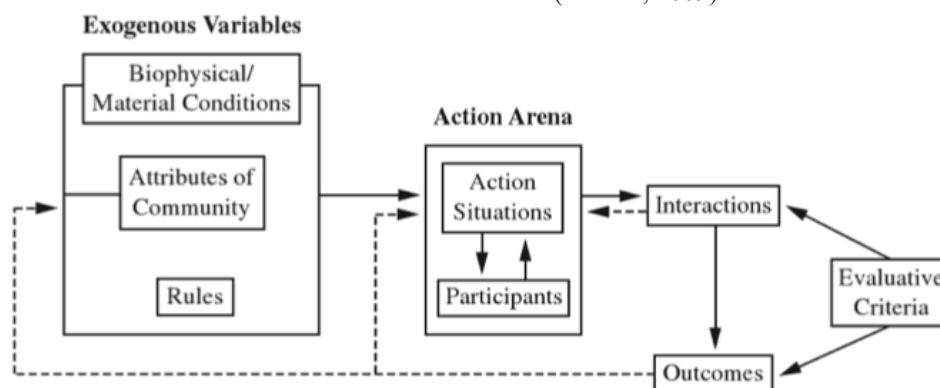 Exogenous Variables
Biophysical/
Material Conditions
Attributes of
Community
Rules
Action Arena
Action
Situations
Participants
Interactions
Outcomes
Evaluative
Criteria